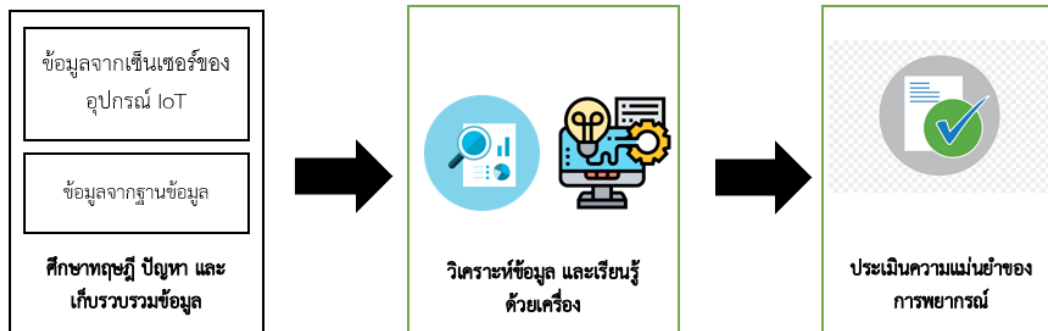 ข้อมูลจากเซ็นเซอร์ของ
อุปกรณ์ IoT
ข้อมูลจากฐานข้อมูล
ศึกษาทฤษฎี ปัญหา และ
เก็บรวบรวมข้อมูล
วิเคราะห์ข้อมูล และเรียนรู้
ด้วยเครื่อง
ประเมินความแม่นยำของ
การพยากรณ์